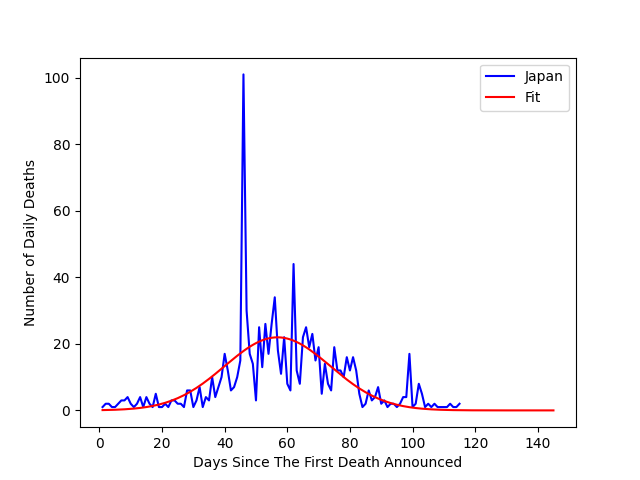 Japan
Fit
100
80
60
40
20
0
Number of Daily Deaths
0 20 40 60 80 100 120 140
Days Since The First Death Announced